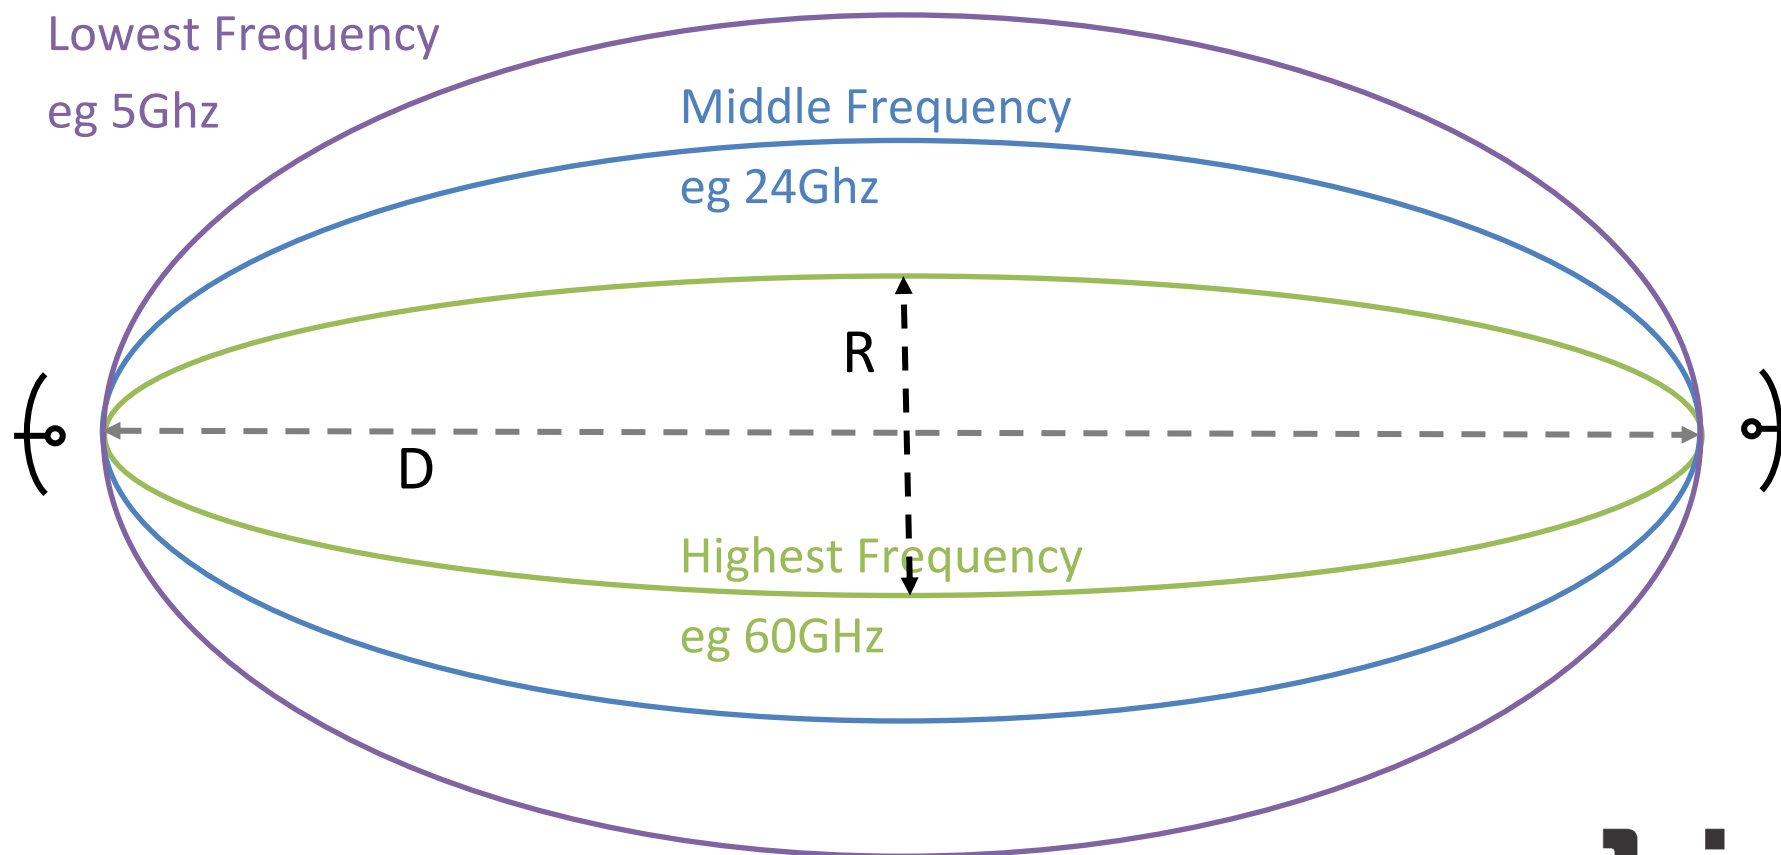 Lowest Frequency
eg 5Ghz
Middle Frequency
eg 24Ghz
R
D
Highest Frequency
eg 60GHz